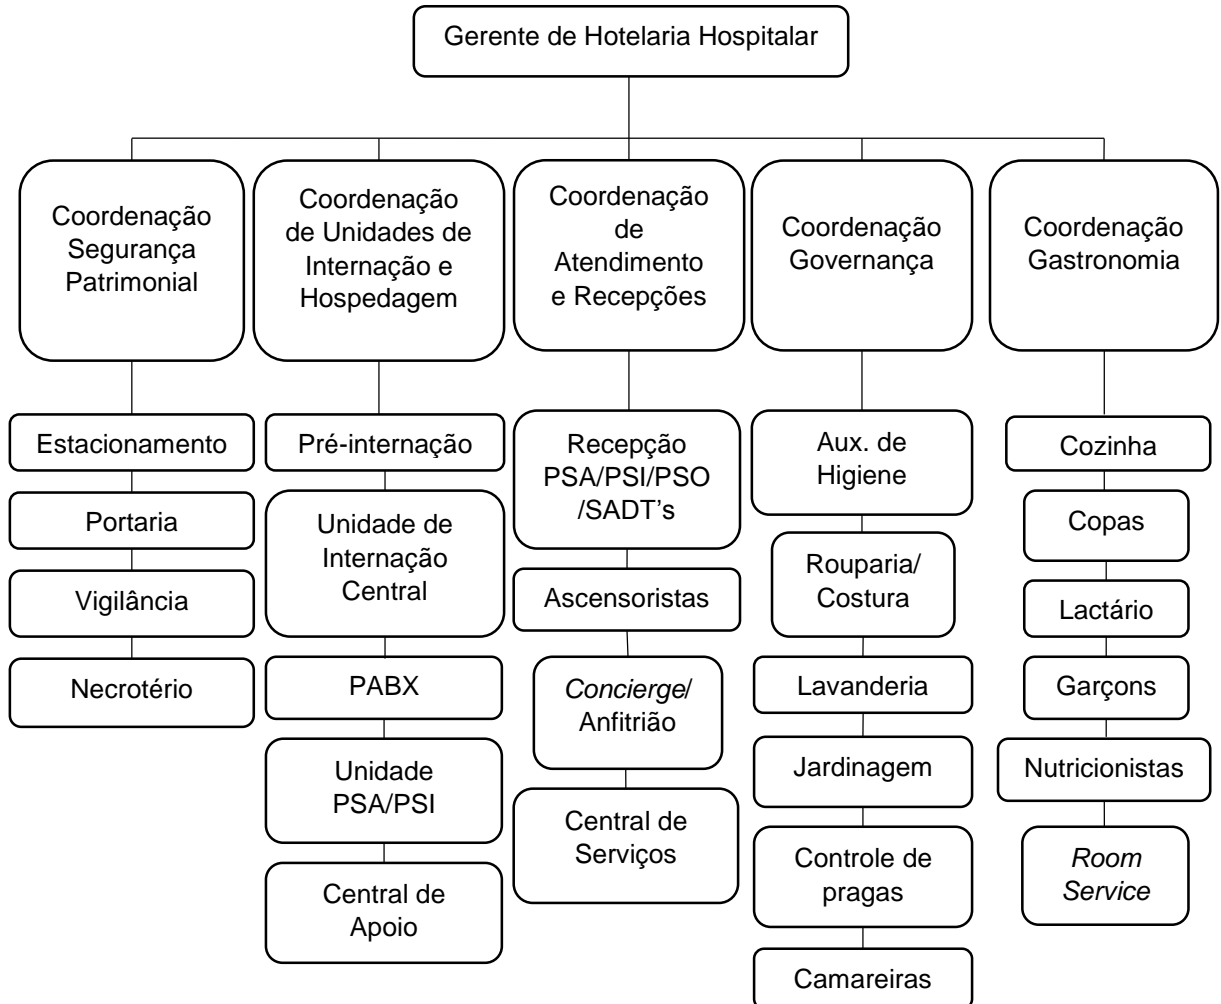 Gerente de Hotelaria Hospitalar
Coordenação
Segurança
Patrimonial
Coordenação
de Unidades de
Internação e
Hospedagem
Coordenação
de
Atendimento
e Recepções
Coordenação
Governança
Coordenação
Gastronomia
Estacionamento
Portaria
Vigilância
Necrotério
Pré-internação
Unidade de
Internação
Central
PABX
Unidade
PSA/PSI
Central de
Apoio
Recepção
PSA/PSI/PSO
/SADT’s
Ascensoristas
Concierge/
Anfitrião
Central de
Serviços
Aux. de
Higiene
Rouparia/
Costura
Lavanderia
Jardinagem
Controle de
pragas
Camareiras
Cozinha
Copas
Lactário
Garçons
Nutricionistas
Room
Service